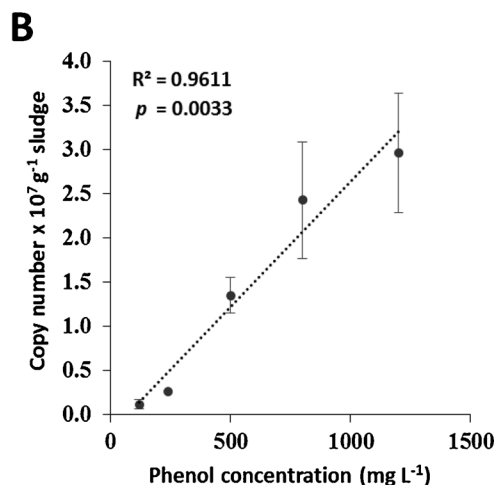 B
R² = 0.9611
p = 0.0033
4.0
3.5
3.0
2.5
2.0
1.5
1.0
0.5
0.0
Copy number x 10⁷ g⁻¹ sludge
0 500 1000 1500
Phenol concentration (mg L⁻¹)